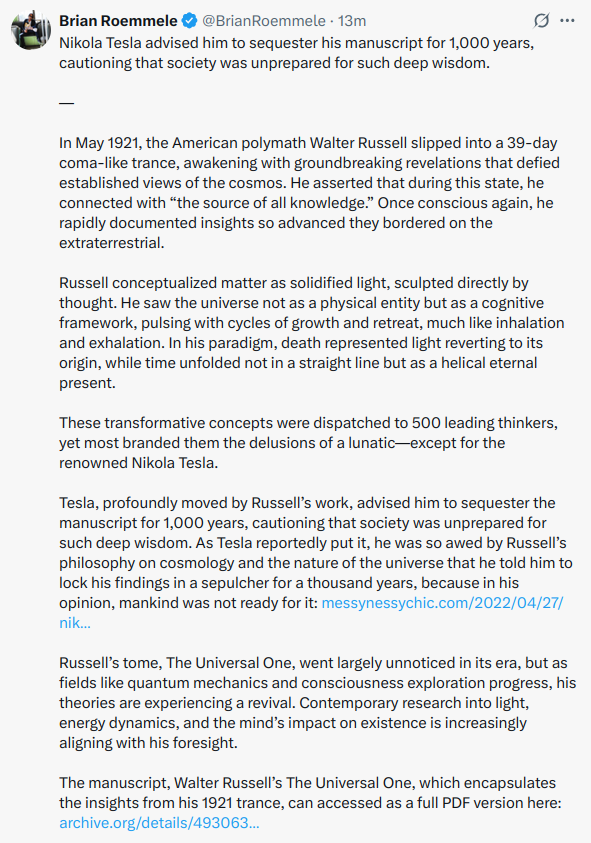 Brian Roemmele @BrianRoemmele · 13m
Nikola Tesla advised him to sequester his manuscript for 1,000 years,
cautioning that society was unprepared for such deep wisdom.
—
In May 1921, the American polymath Walter Russell slipped into a 39-day
coma-like trance, awakening with groundbreaking revelations that defied
established views of the cosmos. He asserted that during this state, he
connected with “the source of all knowledge.” Once conscious again, he
rapidly documented insights so advanced they bordered on the
extraterrestrial.
Russell conceptualized matter as solidified light, sculpted directly by
thought. He saw the universe not as a physical entity but as a cognitive
framework, pulsing with cycles of growth and retreat, much like inhalation
and exhalation. In his paradigm, death represented light reverting to its
origin, while time unfolded not in a straight line but as a helical eternal
present.
These transformative concepts were dispatched to 500 leading thinkers,
yet most branded them the delusions of a lunatic—except for the
renowned Nikola Tesla.
Tesla, profoundly moved by Russell’s work, advised him to sequester the
manuscript for 1,000 years, cautioning that society was unprepared for
such deep wisdom. As Tesla reportedly put it, he was so awed by Russell’s
philosophy on cosmology and the nature of the universe that he told him to
lock his findings in a sepulcher for a thousand years, because in his
opinion, mankind was not ready for it: messynessychic.com/2022/04/27/
nik...
Russell’s tome, The Universal One, went largely unnoticed in its era, but as
fields like quantum mechanics and consciousness exploration progress, his
theories are experiencing a revival. Contemporary research into light,
energy dynamics, and the mind’s impact on existence is increasingly
aligning with his foresight.
The manuscript, Walter Russell’s The Universal One, which encapsulates
the insights from his 1921 trance, can accessed as a full PDF version here:
archive.org/details/493063...